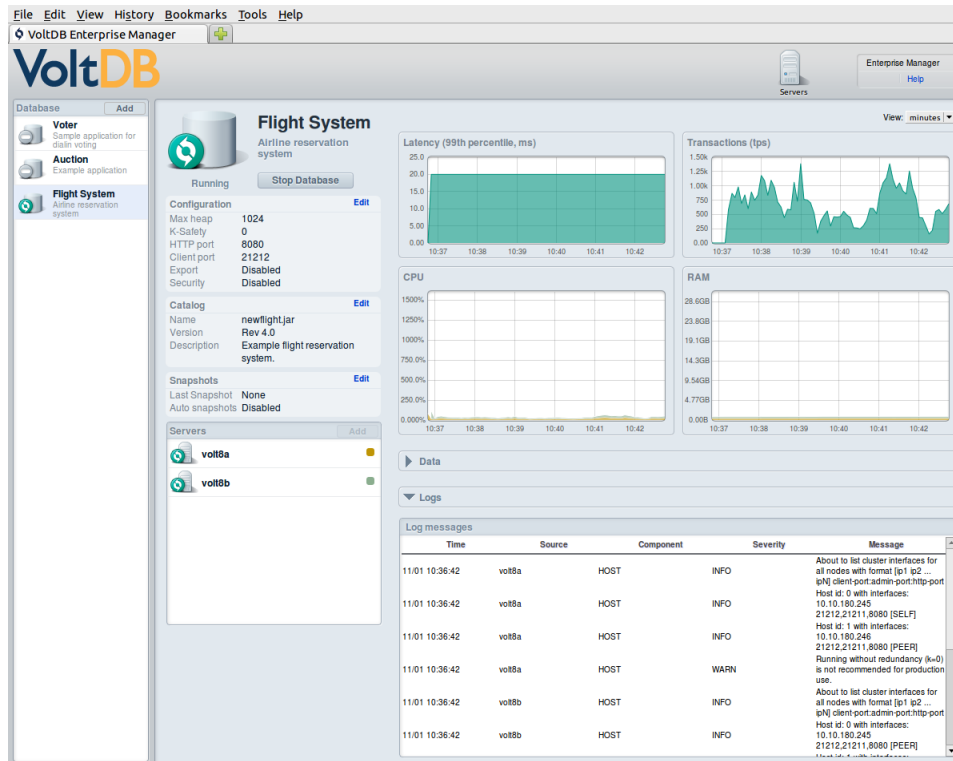 File Edit View History Bookmarks Tools Help
VoltDB Enterprise Manager
VoltDB
Servers
Enterprise Manager
Help
Database Add
Voter
Sample application for
dialin voting
Auction
Example application
Flight System
Airline reservation
system
Flight System
Airline reservation
system
Running
Stop Database
Configuration Edit
Max heap 1024
K-Safety 0
HTTP port 8080
Client port 21212
Export Disabled
Security Disabled
Catalog Edit
Name newflight.jar
Version Rev 4.0
Description Example flight reservation
system.
Snapshots Edit
Last Snapshot None
Auto snapshots Disabled
Servers Add
volt8a
volt8b
View: minutes
Latency (99th percentile, ms)
25.0
20.0
15.0
10.0
5.00
0.00
10:37 10:38 10:39 10:40 10:41 10:42
Transactions (tps)
1.50k
1.25k
1.00k
750
500
250
0.00
10:37 10:38 10:39 10:40 10:41 10:42
CPU
1500%
1250%
1000%
750.0%
500.0%
250.0%
0.000%
10:37 10:38 10:39 10:40 10:41 10:42
RAM
28.6GB
23.8GB
19.1GB
14.3GB
9.54GB
4.77GB
0.00B
10:37 10:38 10:39 10:40 10:41 10:42
Data
Logs
Log messages
Time Source Component Severity Message
11/01 10:36:42 volt8a HOST INFO About to list cluster interfaces for
all nodes with format [ip1 ip2 ...
ipN] client-port:admin-port:http-port
11/01 10:36:42 volt8a HOST INFO Host id: 0 with interfaces:
10.10.180.245
21212,21211,8080 [SELF]
11/01 10:36:42 volt8a HOST INFO Host id: 1 with interfaces:
10.10.180.246
21212,21211,8080 [PEER]
11/01 10:36:42 volt8a HOST WARN Running without redundancy (k=0)
is not recommended for production
use.
11/01 10:36:42 volt8b HOST INFO About to list cluster interfaces for
all nodes with format [ip1 ip2 ...
ipN] client-port:admin-port:http-port
11/01 10:36:42 volt8b HOST INFO Host id: 0 with interfaces:
10.10.180.245
21212,21211,8080 [PEER]